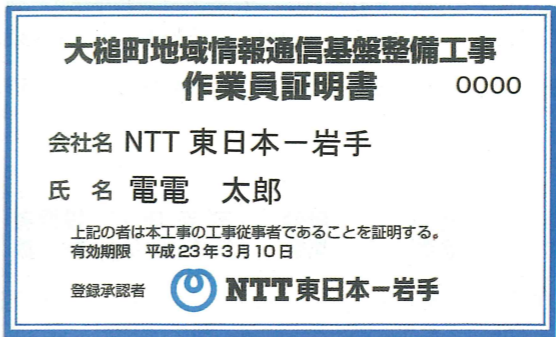 大槌町地域情報通信基盤整備工事
作業員証明書 0000
会社名 NTT 東日本－岩手
氏 名 電電 太郎
上記の者は本工事の工事従事者であることを証明する。
有効期限 平成23年3月10日
登録承認者 NTT東日本－岩手